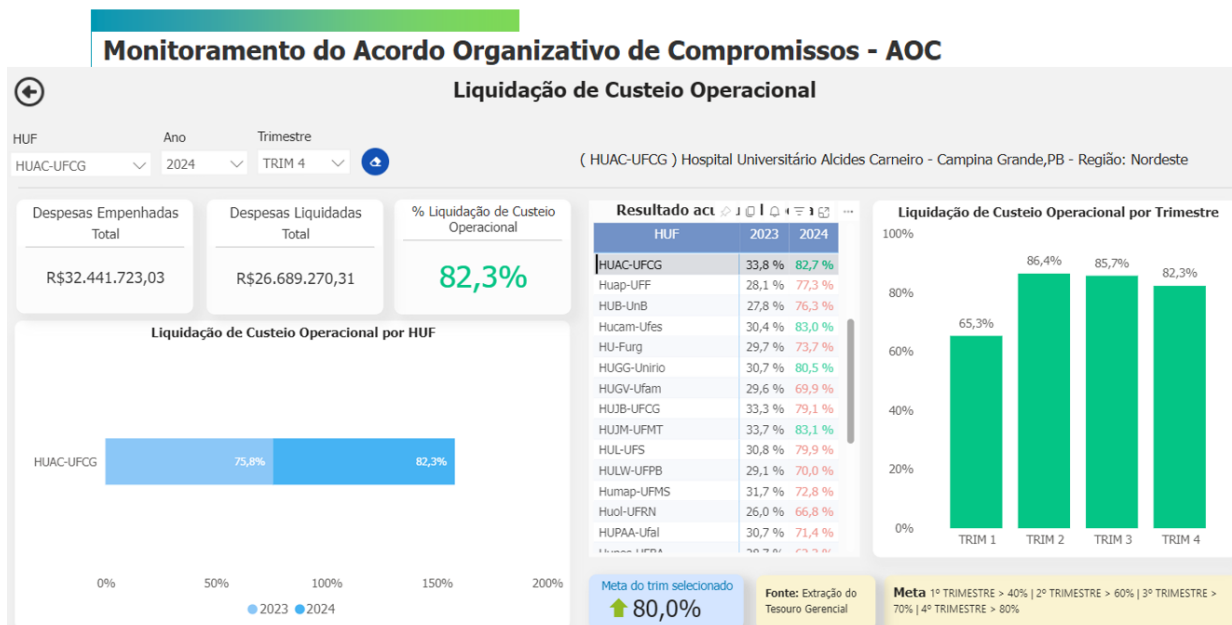 Monitoramento do Acordo Organizativo de Compromissos - AOC
Liquidação de Custeio Operacional
HUF
Ano
Trimestre
HUAC-UFCG
2024
TRIM 4
( HUAC-UFCG ) Hospital Universitário Alcides Carneiro - Campina Grande,PB - Região: Nordeste
Despesas Empenhadas
Total
R$32.441.723,03
Despesas Liquidadas
Total
R$26.689.270,31
% Liquidação de Custeio
Operacional
82,3%
Liquidação de Custeio Operacional por HUF
HUAC-UFCG
75,8%
82,3%
0%
50%
100%
150%
200%
2023
2024
Resultado
HUF 2023 2024
HUAC-UFCG 33,8 % 82,7 %
Huap-UFF 28,1 % 77,3 %
HUB-UnB 27,8 % 76,3 %
Hucam-Ufes 30,4 % 83,0 %
HU-Furg 29,7 % 73,7 %
HUGG-Unirio 30,7 % 80,5 %
HUGV-Ufam 29,6 % 69,9 %
HUJB-UFCG 33,3 % 79,1 %
HUJM-UFMT 33,7 % 83,1 %
HUL-UFS 30,8 % 79,9 %
HULW-UFPB 29,1 % 70,0 %
Humap-UFMS 31,7 % 72,8 %
Huol-UFRN 26,0 % 66,8 %
HUPAA-Ufal 30,7 % 71,4 %
Liquidação de Custeio Operacional por Trimestre
100%
80%
60%
40%
20%
0%
65,3%
86,4%
85,7%
82,3%
TRIM 1
TRIM 2
TRIM 3
TRIM 4
Meta do trim selecionado
80,0%
Fonte: Extração do
Tesouro Gerencial
Meta 1º TRIMESTRE > 40% | 2º TRIMESTRE > 60% | 3º TRIMESTRE >
70% | 4º TRIMESTRE > 80%